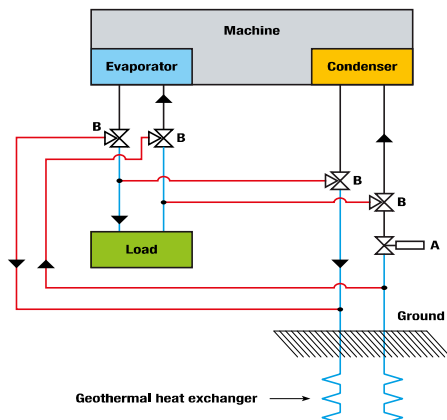 Machine
Evaporator
Condenser
B
B
B
B
A
Load
Ground
Geothermal heat exchanger